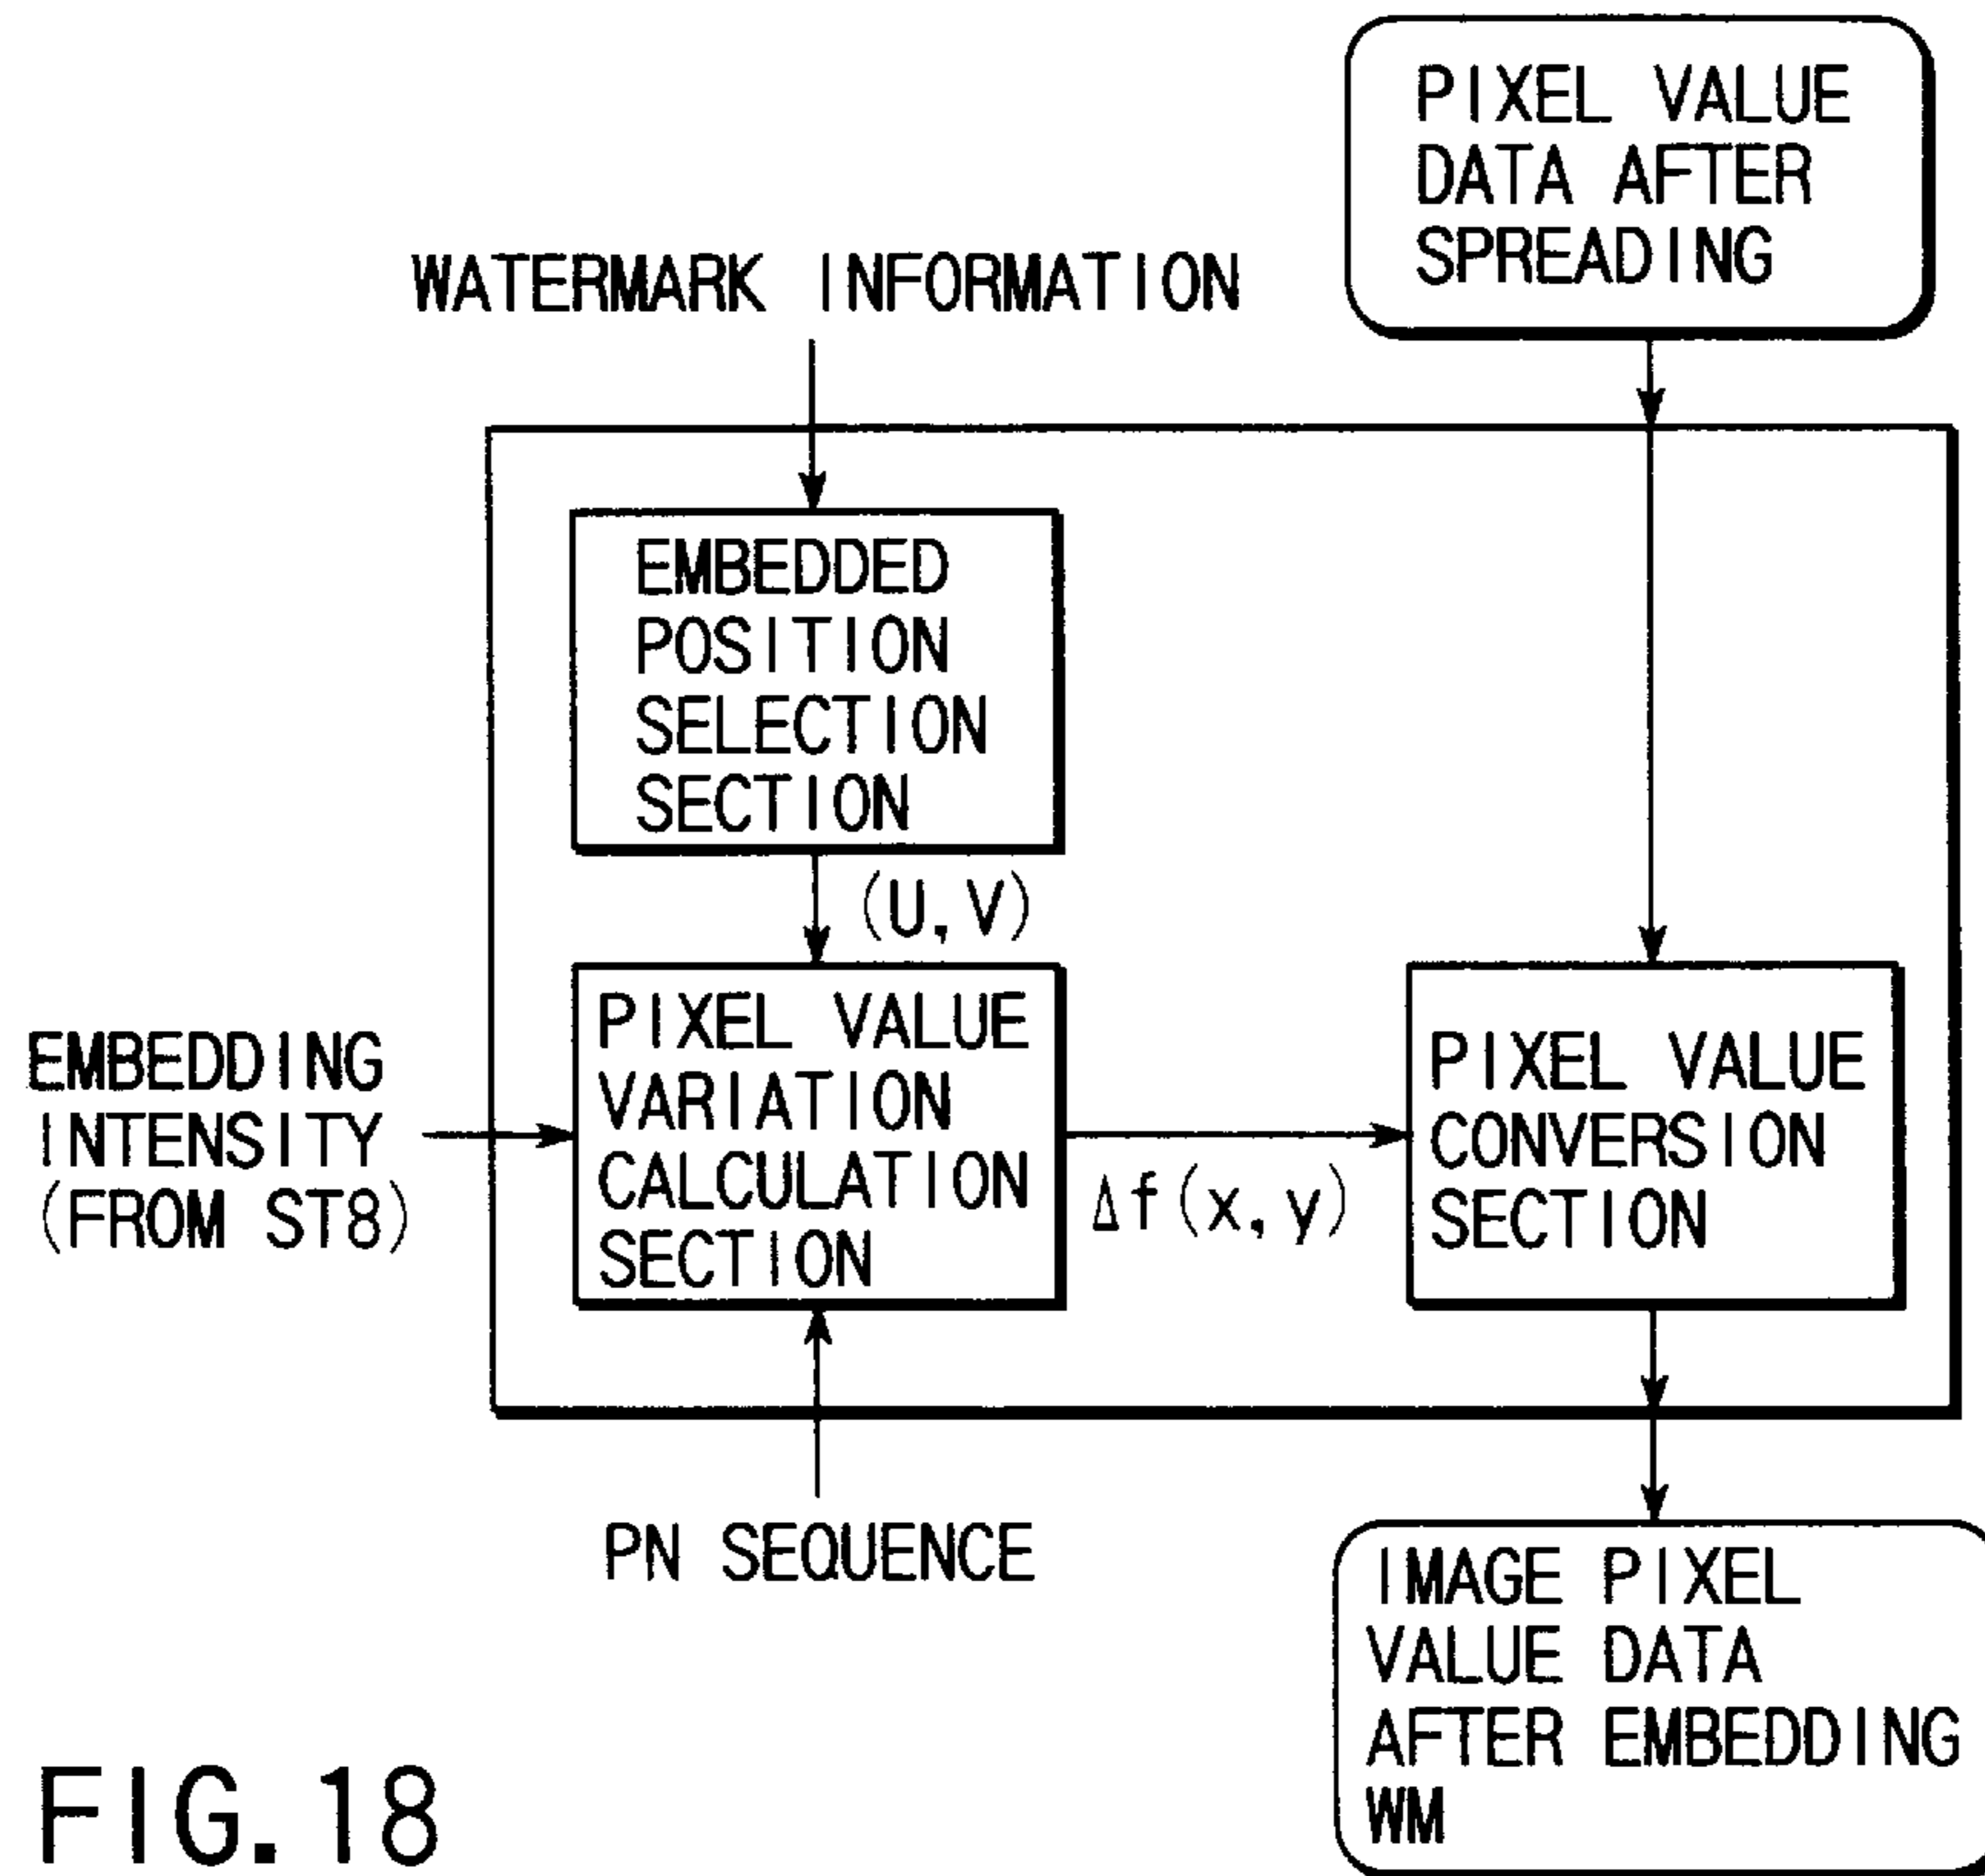 PIXEL VALUE
DATA AFTER
SPREADING
WATERMARK INFORMATION
EMBEDDED
POSITION
SELECTION
SECTION
(U, V)
EMBEDDING
INTENSITY
(FROM ST8)
PIXEL VALUE
VARIATION
CALCULATION
SECTION
Δf(x, y)
PIXEL VALUE
CONVERSION
SECTION
PN SEQUENCE
IMAGE PIXEL
VALUE DATA
AFTER EMBEDDING
WM
FIG. 18